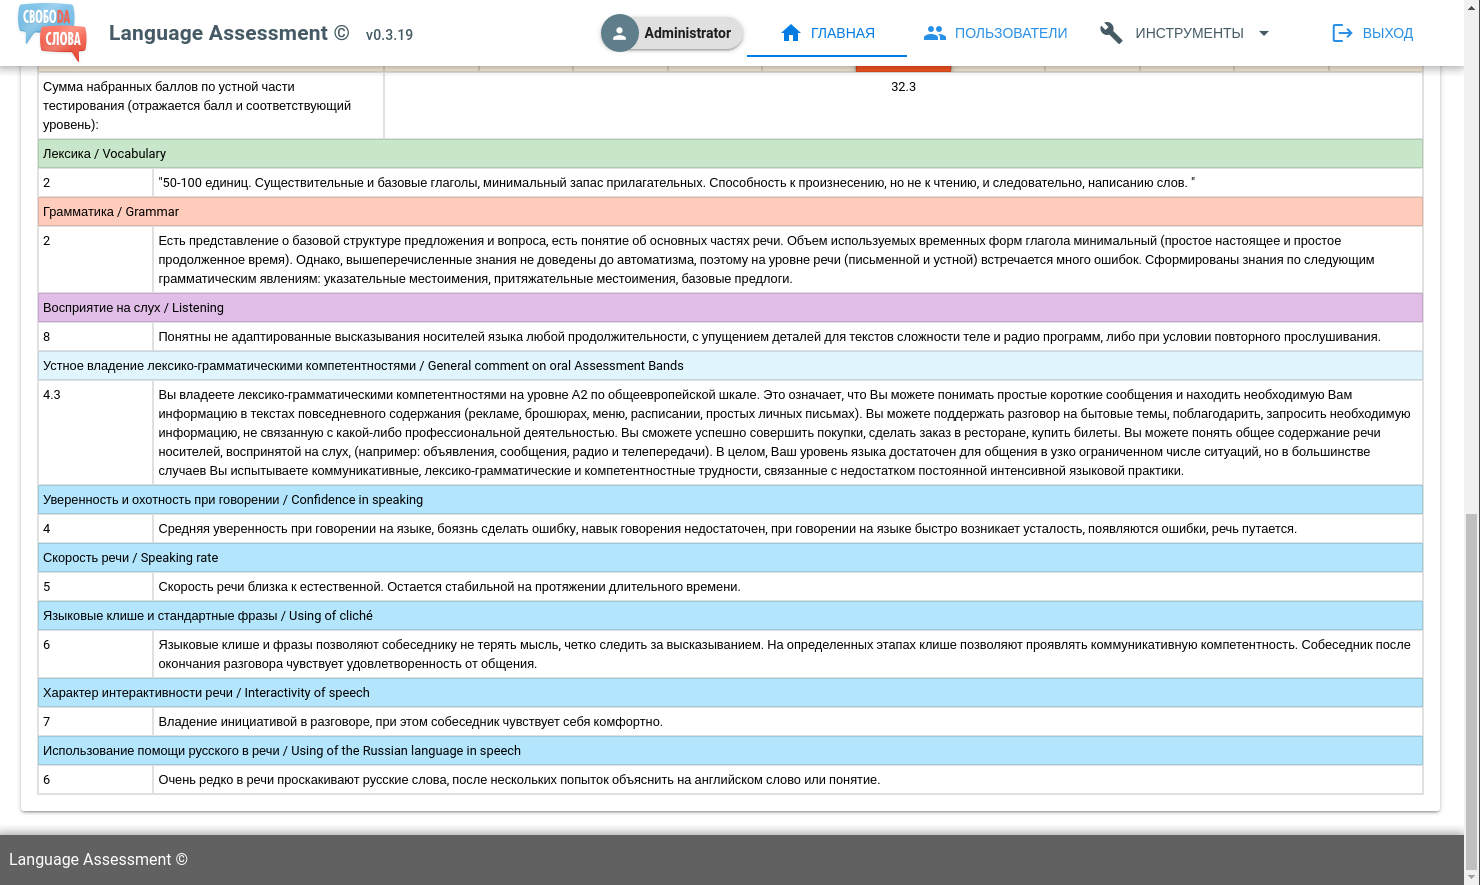 СВОБОДА
СЛОВА
Language Assessment © v0.3.19
Administrator
ГЛАВНАЯ
ПОЛЬЗОВАТЕЛИ
ИНСТРУМЕНТЫ
ВЫХОД
Сумма набранных баллов по устной части
тестирования (отражается балл и соответствующий
уровень):
32.3
Лексика / Vocabulary
2 "50-100 единиц. Существительные и базовые глаголы, минимальный запас прилагательных. Способность к произнесению, но не к чтению, и следовательно, написанию слов. "
Грамматика / Grammar
2 Есть представление о базовой структуре предложения и вопроса, есть понятие об основных частях речи. Объем используемых временных форм глагола минимальный (простое настоящее и простое
продолженное время). Однако, вышеперечисленные знания не доведены до автоматизма, поэтому на уровне речи (письменной и устной) встречается много ошибок. Сформированы знания по следующим
грамматическим явлениям: указательные местоимения, притяжательные местоимения, базовые предлоги.
Восприятие на слух / Listening
8 Понятны не адаптированные высказывания носителей языка любой продолжительности, с упущением деталей для текстов сложности теле и радио программ, либо при условии повторного прослушивания.
Устное владение лексико-грамматическими компетентностями / General comment on oral Assessment Bands
4.3 Вы владеете лексико-грамматическими компетентностями на уровне А2 по общеевропейской шкале. Это означает, что Вы можете понимать простые короткие сообщения и находить необходимую Вам
информацию в текстах повседневного содержания (рекламе, брошюрах, меню, расписании, простых личных письмах). Вы можете поддержать разговор на бытовые темы, поблагодарить, запросить необходимую
информацию, не связанную с какой-либо профессиональной деятельностью. Вы сможете успешно совершить покупки, сделать заказ в ресторане, купить билеты. Вы можете понять общее содержание речи
носителей, воспринятой на слух, (например: объявления, сообщения, радио и телепередачи). В целом, Ваш уровень языка достаточен для общения в узко ограниченном числе ситуаций, но в большинстве
случаев Вы испытываете коммуникативные, лексико-грамматические и компетентностные трудности, связанные с недостатком постоянной интенсивной языковой практики.
Уверенность и охотность при говорении / Confidence in speaking
4 Средняя уверенность при говорении на языке, боязнь сделать ошибку, навык говорения недостаточен, при говорении на языке быстро возникает усталость, появляются ошибки, речь путается.
Скорость речи / Speaking rate
5 Скорость речи близка к естественной. Остается стабильной на протяжении длительного времени.
Языковые клише и стандартные фразы / Using of cliché
6 Языковые клише и фразы позволяют собеседнику не терять мысль, четко следить за высказыванием. На определенных этапах клише позволяют проявлять коммуникативную компетентность. Собеседник после
окончания разговора чувствует удовлетворенность от общения.
Характер интерактивности речи / Interactivity of speech
7 Владение инициативой в разговоре, при этом собеседник чувствует себя комфортно.
Использование помощи русского в речи / Using of the Russian language in speech
6 Очень редко в речи проскакивают русские слова, после нескольких попыток объяснить на английском слово или понятие.
Language Assessment ©